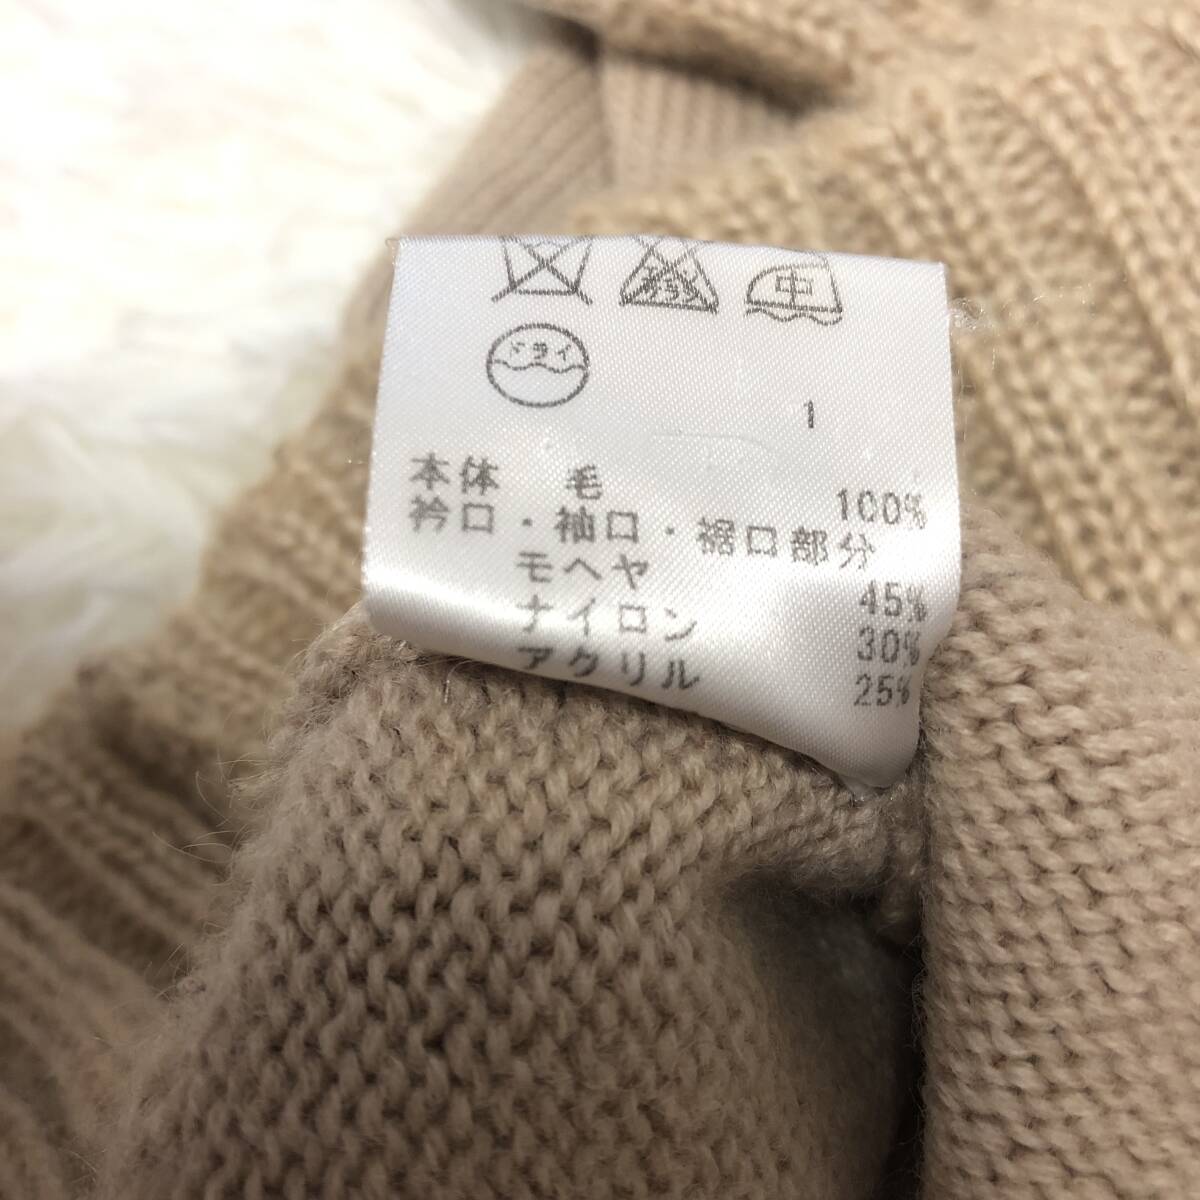 中
ドライ
1
本体 毛 100%
衿口・袖口・裾口部分
モヘヤ 45%
ナイロン 30%
アクリル 25%